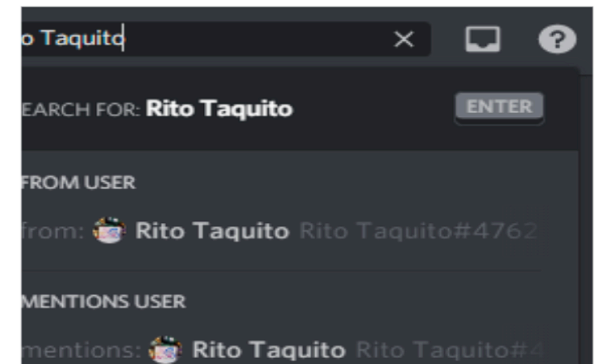 o Taquito
EARCH FOR: Rito Taquito ENTER
FROM USER
from: Rito Taquito Rito Taquito#4762
MENTIONS USER
mentions: Rito Taquito Rito Taquito#4